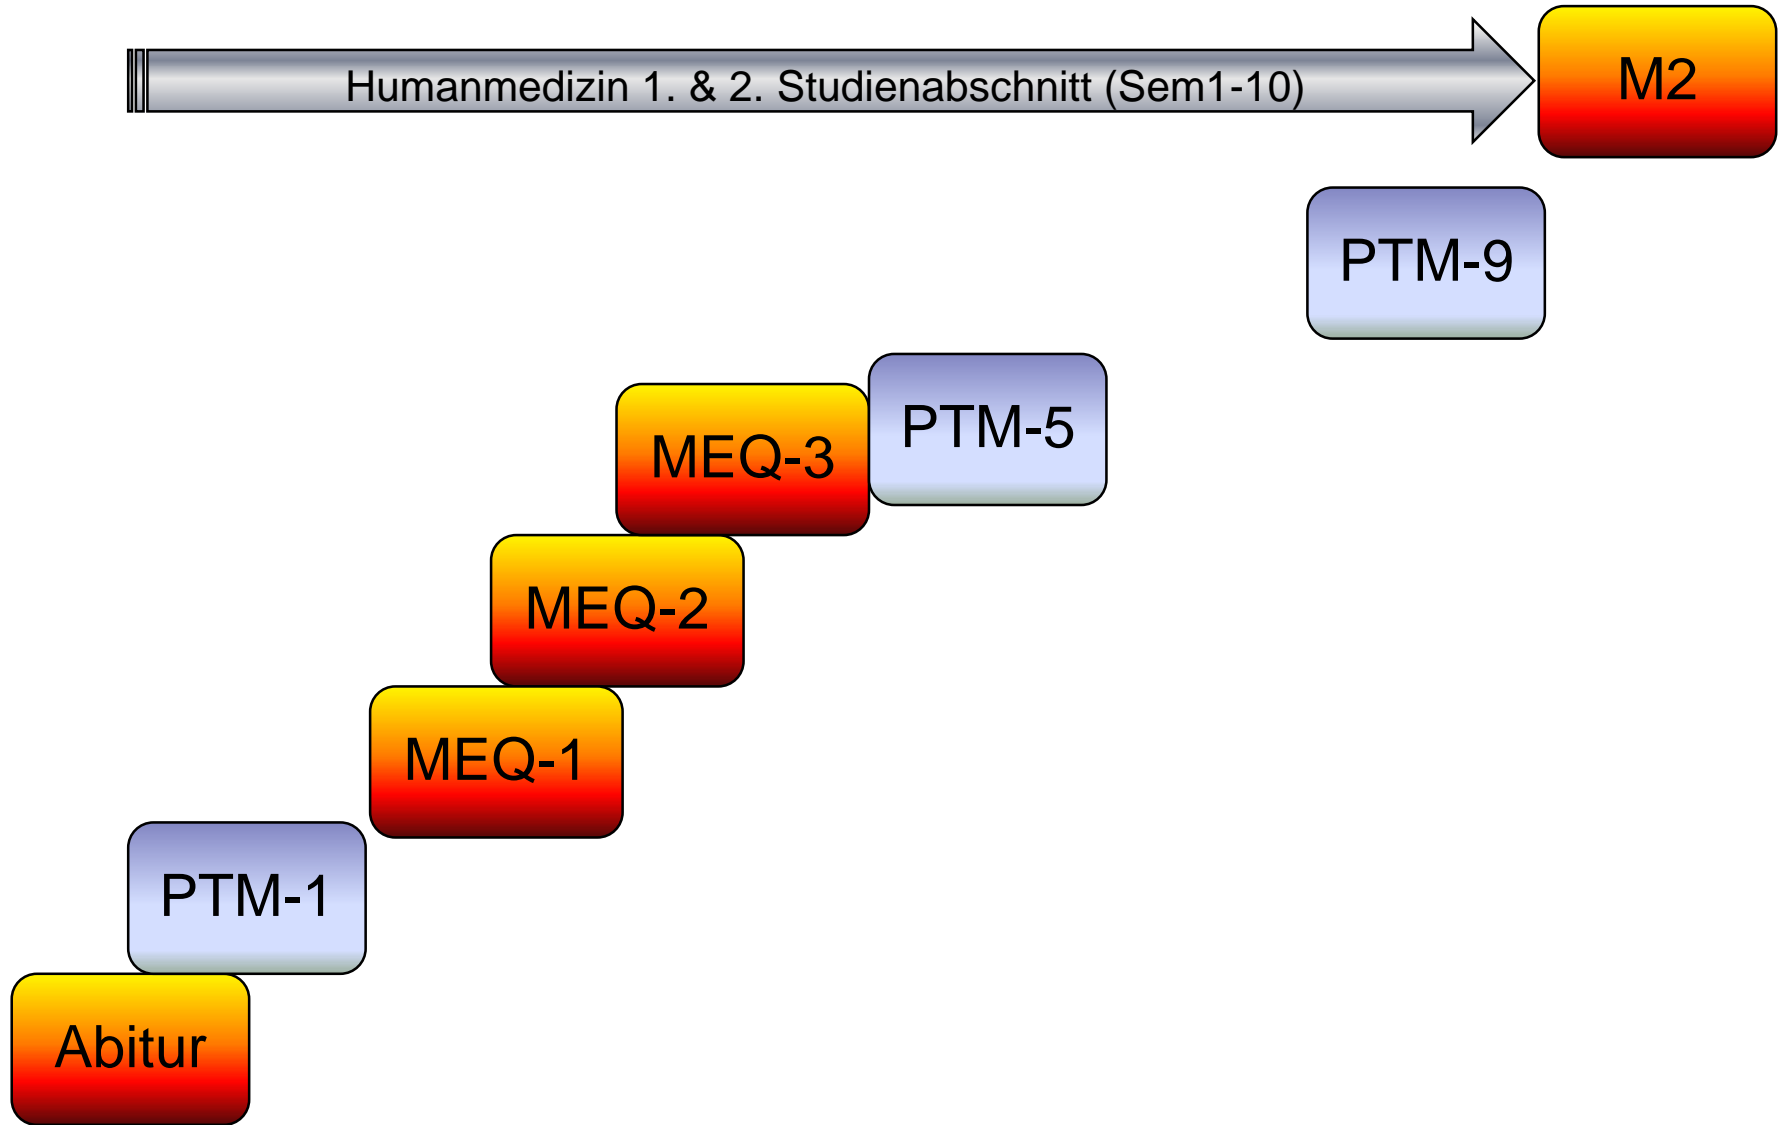 Humanmedizin 1. & 2. Studienabschnitt (Sem1-10)
M2
PTM-9
PTM-5
MEQ-3
MEQ-2
MEQ-1
PTM-1
Abitur